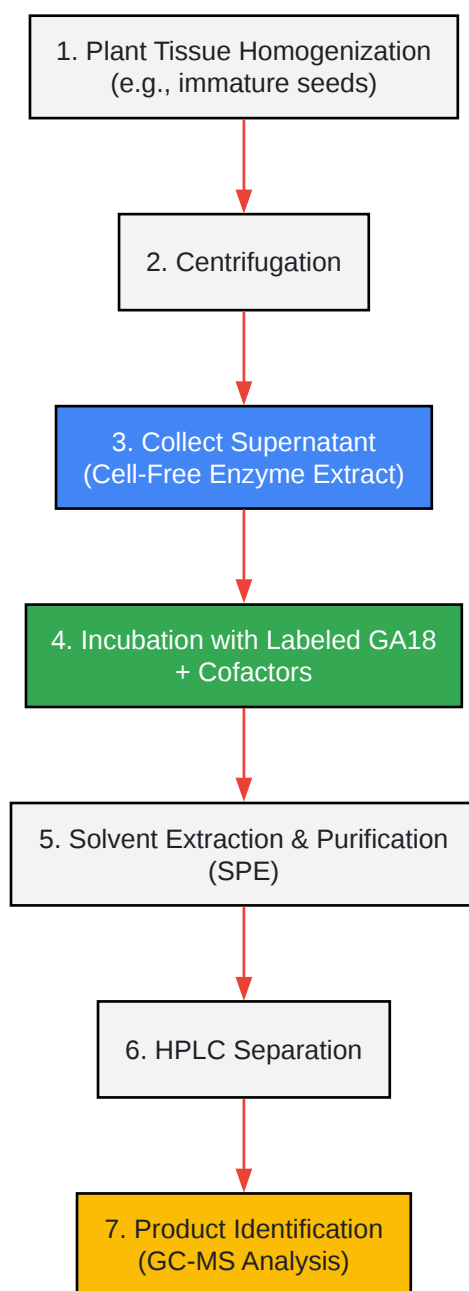 1. Plant Tissue Homogenization
(e.g., immature seeds)
2. Centrifugation
3. Collect Supernatant
(Cell-Free Enzyme Extract)
4. Incubation with Labeled GA18
+ Cofactors
5. Solvent Extraction & Purification
(SPE)
6. HPLC Separation
7. Product Identification
(GC-MS Analysis)